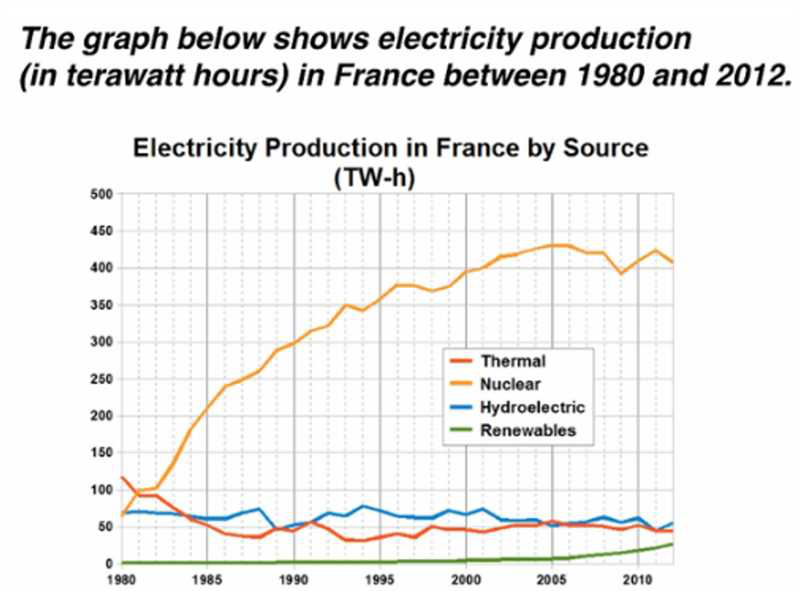 The graph below shows electricity production
(in terawatt hours) in France between 1980 and 2012.
Electricity Production in France by Source
(TW-h)
500
450
400
350
300
250
200
150
100
50
0
Thermal
Nuclear
Hydroelectric
Renewables
1980 1985 1990 1995 2000 2005 2010